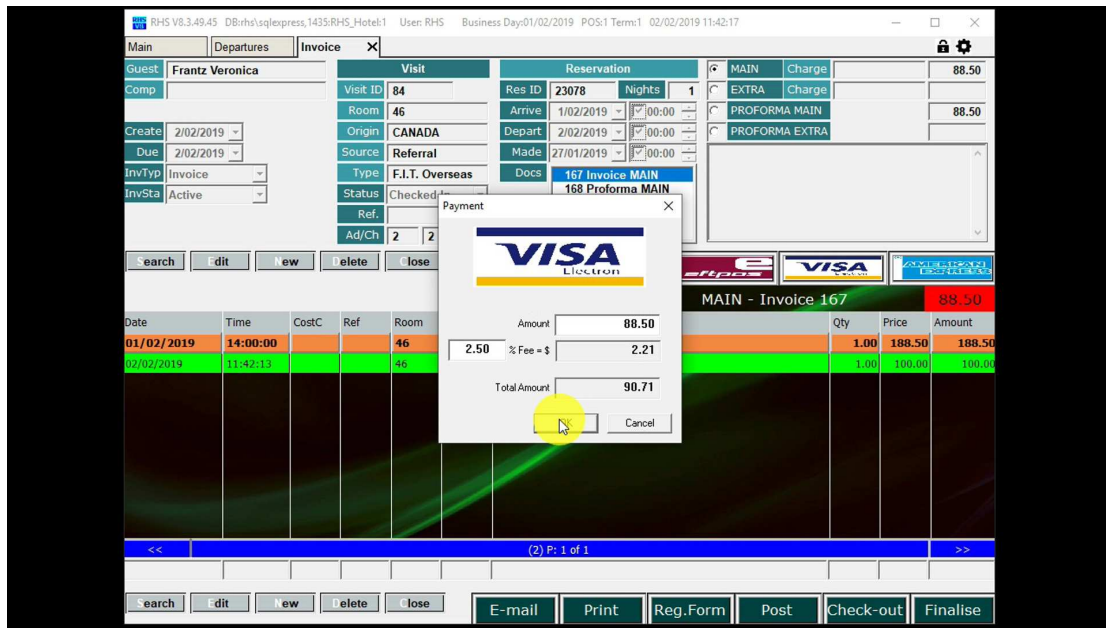 RHS V8.3.49.45 DB:rhs\sqlexpress,1435:RHS_Hotel:1 User: RHS Business Day:01/02/2019 POS:1 Term:1 02/02/2019 11:42:17
Main Departures Invoice X
Guest Frantz Veronica Visit Reservation MAIN Charge 88.50
Comp Visit ID 84 Res ID 23078 Nights 1 EXTRA Charge
Room 46 Arrive 1/02/2019 00:00 PROFORMA MAIN 88.50
Create 2/02/2019 Origin CANADA Depart 2/02/2019 00:00 PROFORMA EXTRA
Due 2/02/2019 Source Referral Made 27/01/2019 00:00
InvTyp Invoice Type F.I.T. Overseas Docs 167 Invoice MAIN
InvSta Active Status 168 Proforma MAIN
Payment
Ref.
Ad/Ch 2 2
VISA
Electron
Search Edit New Delete Close eftpos VISA AMERICAN EXPRESS
MAIN - Invoice 167 88.50
Date Time CostC Ref Room Qty Price Amount
01/02/2019 14:00:00 46 1.00 188.50 188.50
02/02/2019 11:42:13 46 1.00 100.00 100.00
Amount 88.50
2.50 % Fee = $ 2.21
Total Amount 90.71
OK Cancel
<< (2) P: 1 of 1 >>
Search Edit New Delete Close E-mail Print Reg.Form Post Check-out Finalise